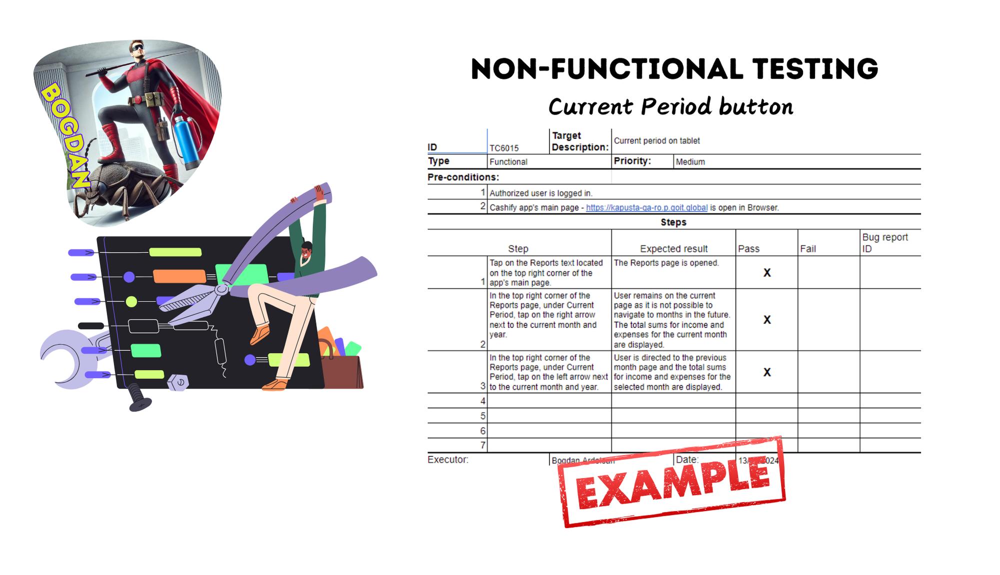 BOGDAN
NON-FUNCTIONAL TESTING
Current Period button
ID TC6015 Target Description: Current period on tablet
Type Functional Priority: Medium
Pre-conditions:
1 Authorized user is logged in.
2 Cashify app's main page - https://kapusta-qa-ro.p.goit.global is open in Browser.
Steps
Step Expected result Pass Fail Bug report ID
1 Tap on the Reports text located
on the top right corner of the
app's main page.
The Reports page is opened.
X
2 In the top right corner of the
Reports page, under Current
Period, tap on the right arrow
next to the current month and
year.
User remains on the current
page as it is not possible to
navigate to months in the future.
The total sums for income and
expenses for the current month
are displayed.
X
3 In the top right corner of the
Reports page, under Current
Period, tap on the left arrow next
to the current month and year.
User is directed to the previous
month page and the total sums
for income and expenses for the
selected month are displayed.
X
4
5
6
7
Executor: Bogdan Date:
EXAMPLE